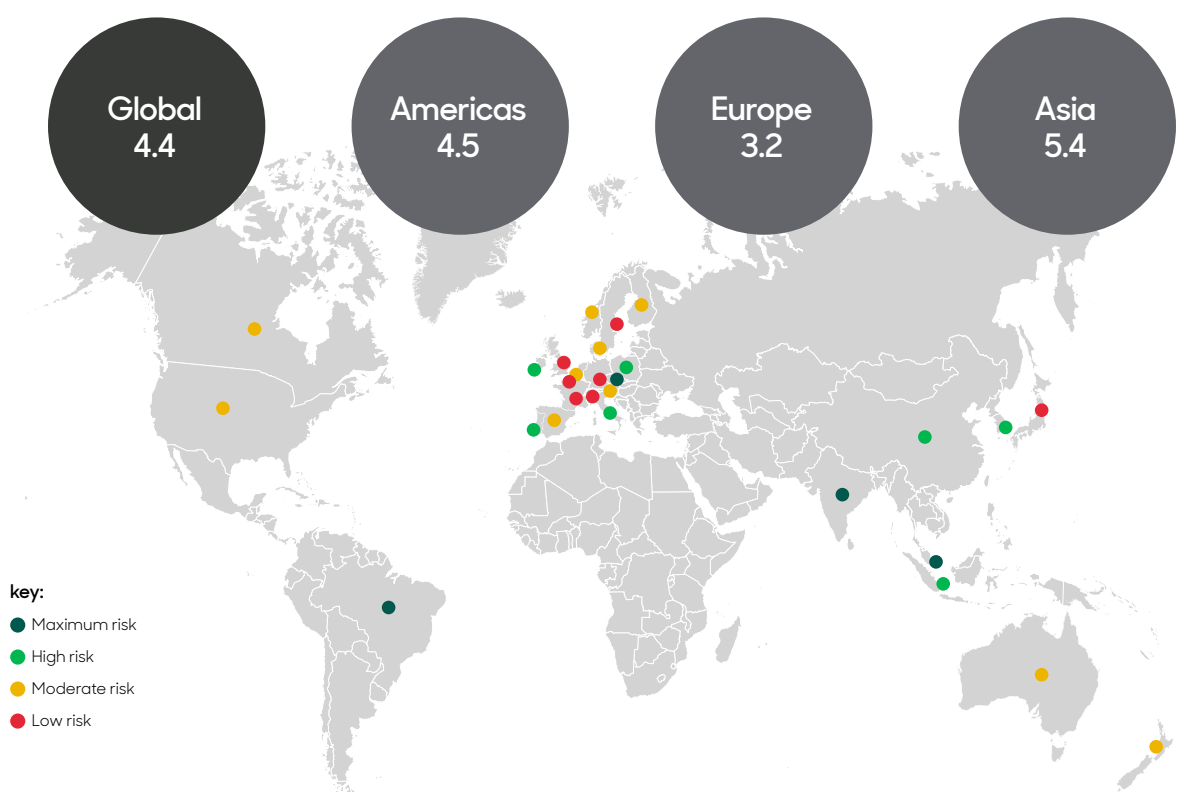 Global
4.4
Americas
4.5
Europe
3.2
Asia
5.4
key:
Maximum risk
High risk
Moderate risk
Low risk